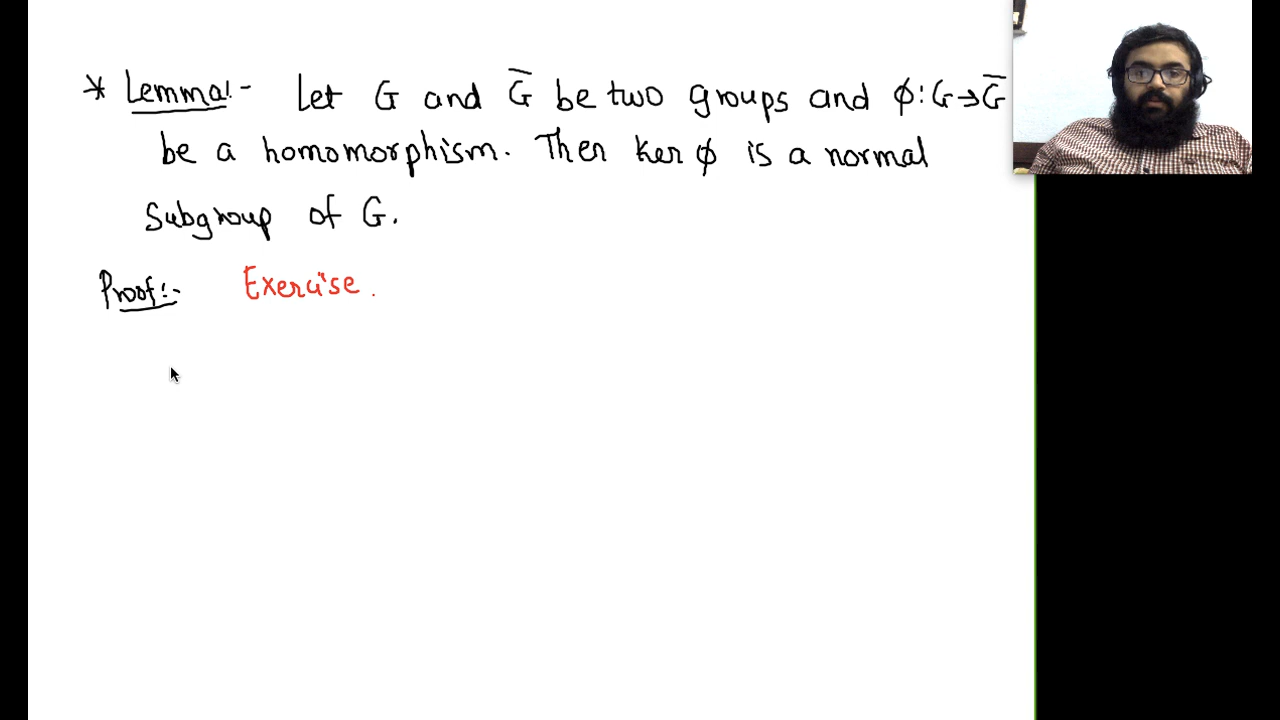 * Lemma:- Let G and G̅ be two groups and ϕ: G→G̅
be a homomorphism. Then ker ϕ is a normal
Subgroup of G.
Proof:- Exercise.